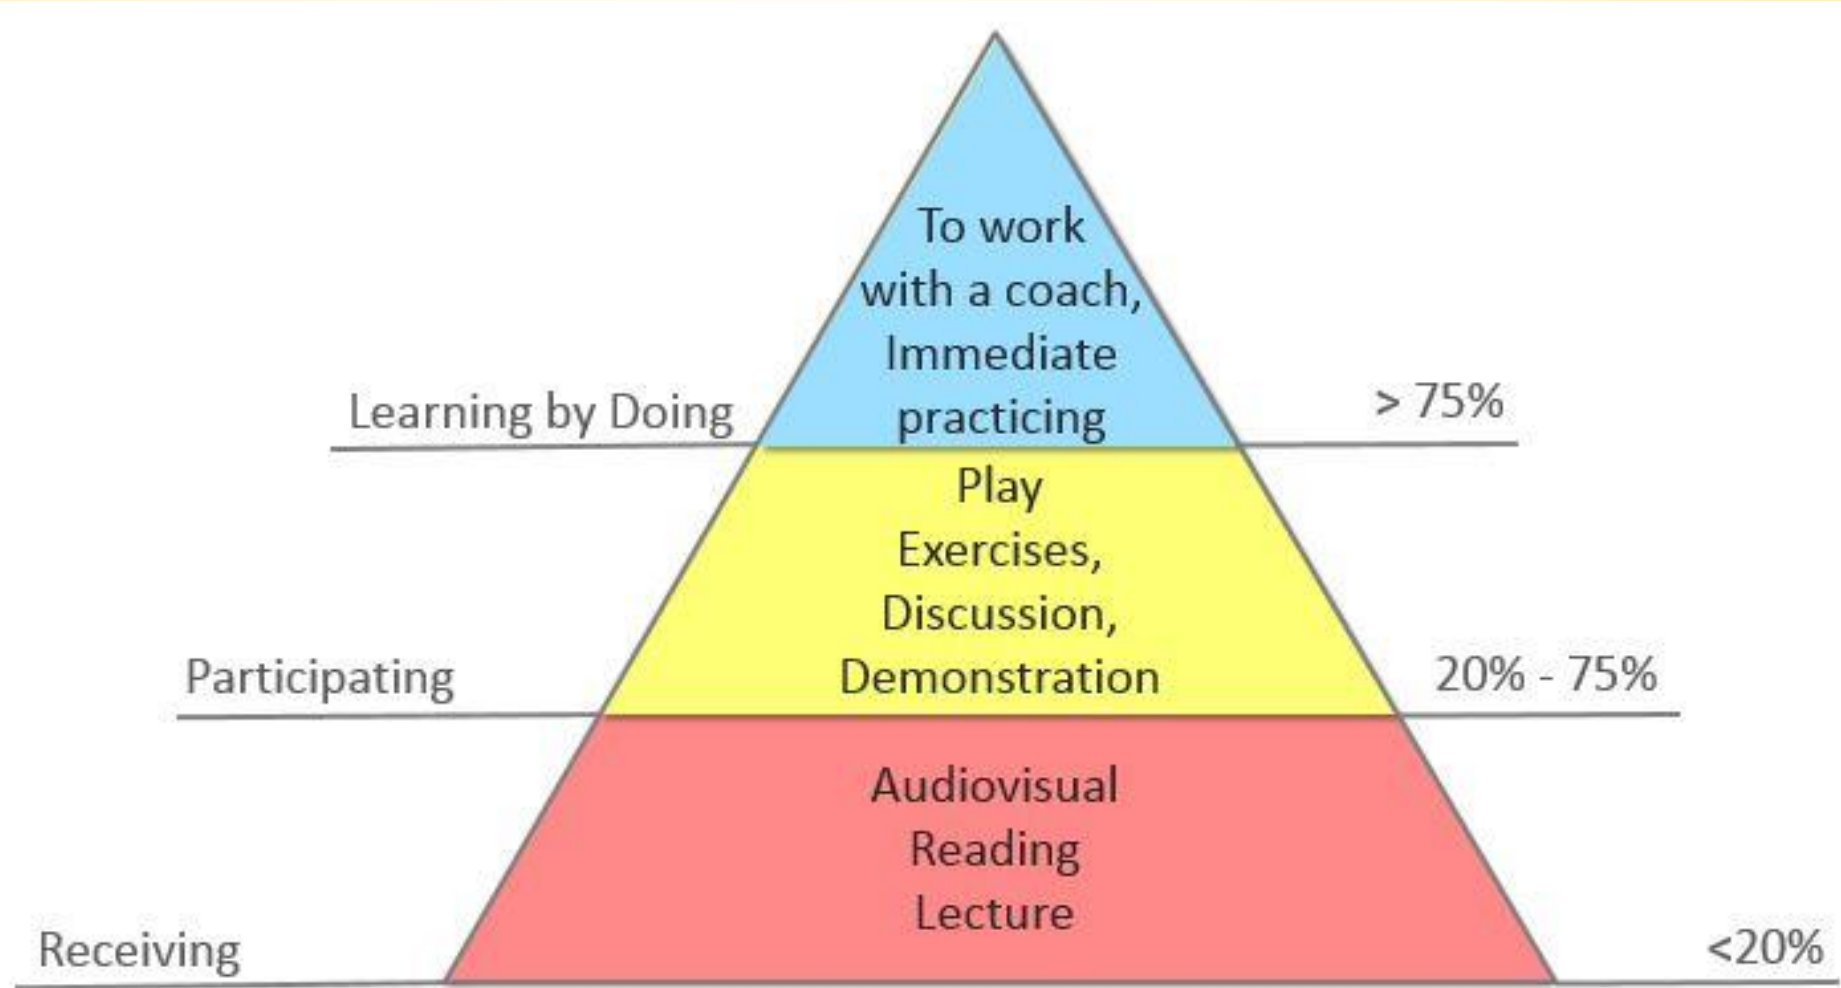 To work
with a coach,
Immediate
practicing
Learning by Doing
> 75%
Play
Exercises,
Discussion,
Demonstration
Participating
20% - 75%
Audiovisual
Reading
Lecture
Receiving
<20%